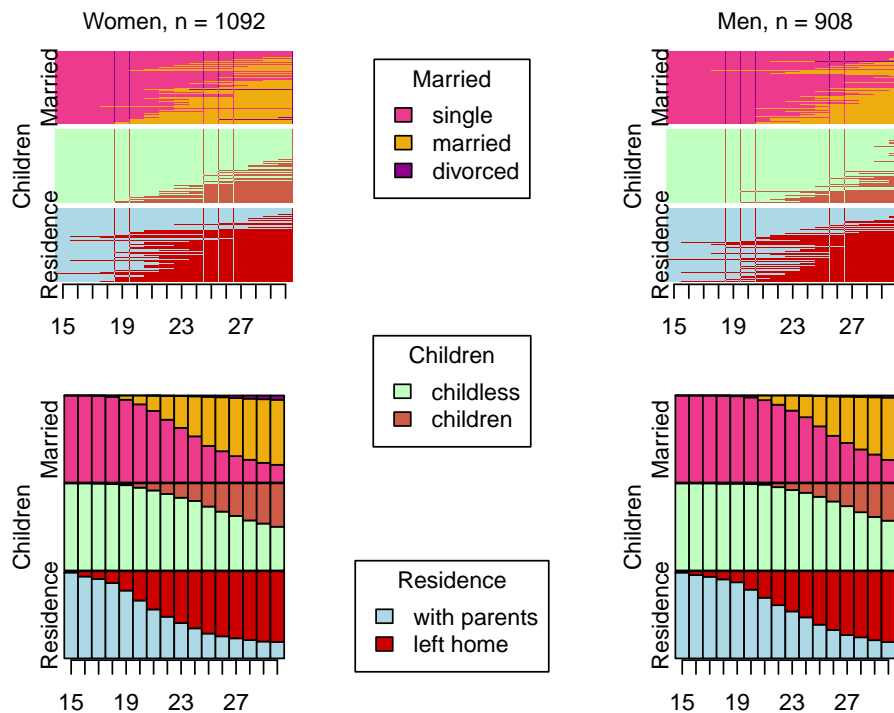 Women, n = 1092
Men, n = 908
Married
Children
Residence
15 19 23 27
Married
single
married
divorced
Married
Children
Residence
15 19 23 27
Children
childless
children
Married
Children
Residence
15 19 23 27
Residence
with parents
left home
Married
Children
Residence
15 19 23 27